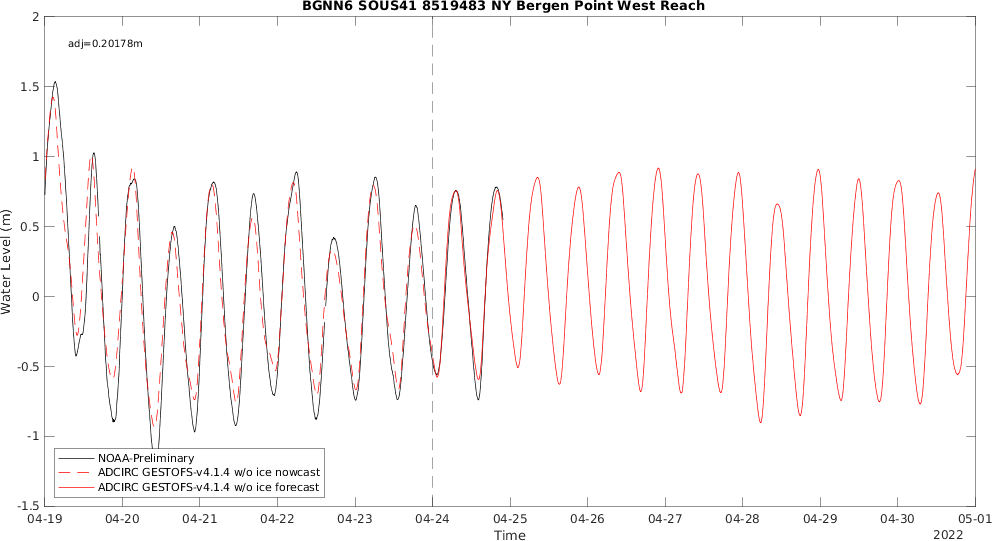 BGNN6 SOUS41 8519483 NY Bergen Point West Reach
adj=0.20178m
2
1.5
1
0.5
0
-0.5
-1
-1.5
Water Level (m)
NOAA-Preliminary
ADCIRC GESTOFS-v4.1.4 w/o ice nowcast
ADCIRC GESTOFS-v4.1.4 w/o ice forecast
04-19 04-20 04-21 04-22 04-23 04-24 04-25 04-26 04-27 04-28 04-29 04-30 05-01
Time
2022